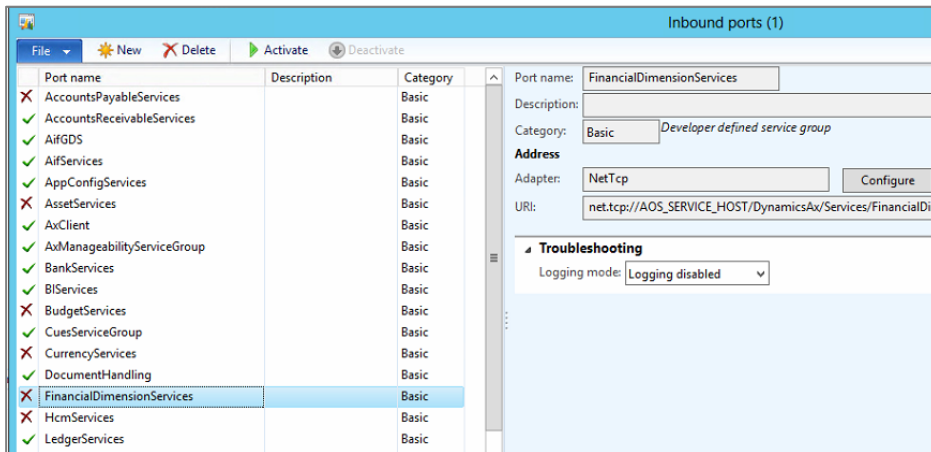 Inbound ports (1)
File New Delete Activate Deactivate
Port name Description Category
AccountsPayableServices Basic
AccountsReceivableServices Basic
AifGDS Basic
AifServices Basic
AppConfigServices Basic
AssetServices Basic
AxClient Basic
AxManageabilityServiceGroup Basic
BankServices Basic
BIServices Basic
BudgetServices Basic
CuesServiceGroup Basic
CurrencyServices Basic
DocumentHandling Basic
FinancialDimensionServices Basic
HcmServices Basic
LedgerServices Basic
Port name: FinancialDimensionServices
Description:
Category: Basic Developer defined service group
Address
Adapter: NetTcp Configure
URI: net.tcp://AOS_SERVICE_HOST/DynamicsAx/Services/FinancialDi
Troubleshooting
Logging mode: Logging disabled